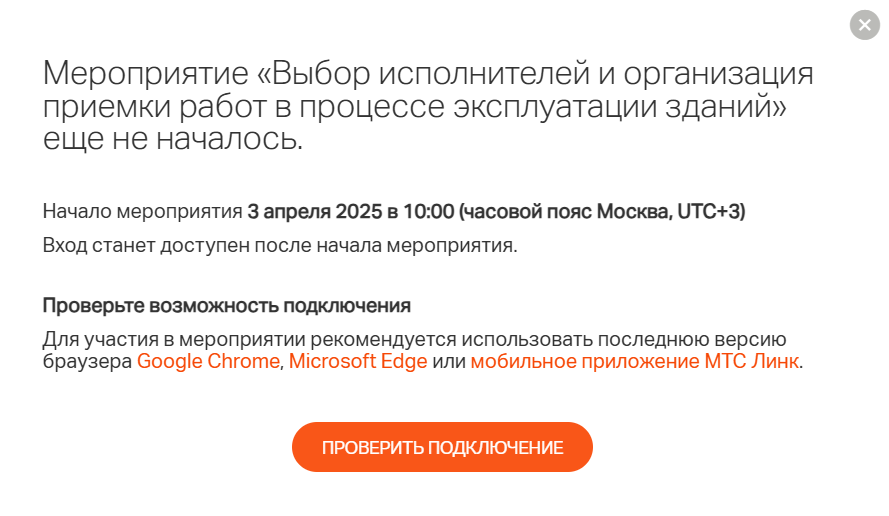 Мероприятие «Выбор исполнителей и организация
приемки работ в процессе эксплуатации зданий»
еще не началось.
Начало мероприятия 3 апреля 2025 в 10:00 (часовой пояс Москва, UTC+3)
Вход станет доступен после начала мероприятия.
Проверьте возможность подключения
Для участия в мероприятии рекомендуется использовать последнюю версию
браузера Google Chrome, Microsoft Edge или мобильное приложение МТС Линк.
ПРОВЕРИТЬ ПОДКЛЮЧЕНИЕ